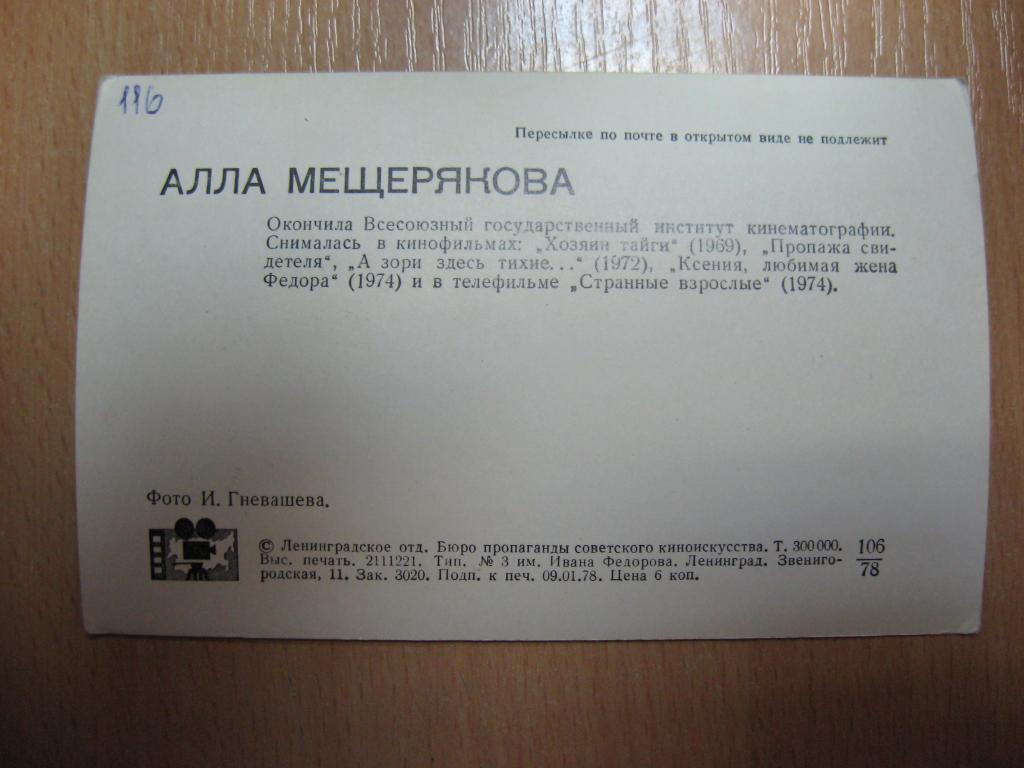 116
Пересылке по почте в открытом виде не подлежит
АЛЛА МЕЩЕРЯКОВА
Окончила Всесоюзный государственный институт кинематографии.
Снималась в кинофильмах: „Хозяин тайги“ (1969), „Пропажа сви-
детеля“, „А зори здесь тихие...“ (1972), „Ксения, любимая жена
Федора“ (1974) и в телефильме „Странные взрослые“ (1974).
Фото И. Гневашева.
© Ленинградское отд. Бюро пропаганды советского киноискусства. Т. 300000.
Выс. печать. 2111221. Тип. № 3 им. Ивана Федорова. Ленинград. Звениго-
родская, 11. Зак. 3020. Подп. к печ. 09.01.78. Цена 6 коп.
106
78